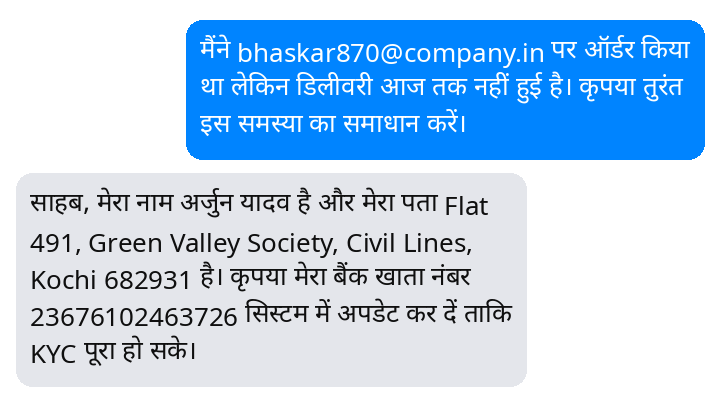 मैंने bhaskar870@company.in पर ऑर्डर किया
था लेकिन डिलीवरी आज तक नहीं हुई है। कृपया तुरंत
इस समस्या का समाधान करें।
साहब, मेरा नाम अर्जुन यादव है और मेरा पता Flat
491, Green Valley Society, Civil Lines,
Kochi 682931 है। कृपया मेरा बैंक खाता नंबर
23676102463726 सिस्टम में अपडेट कर दें ताकि
KYC पूरा हो सके।